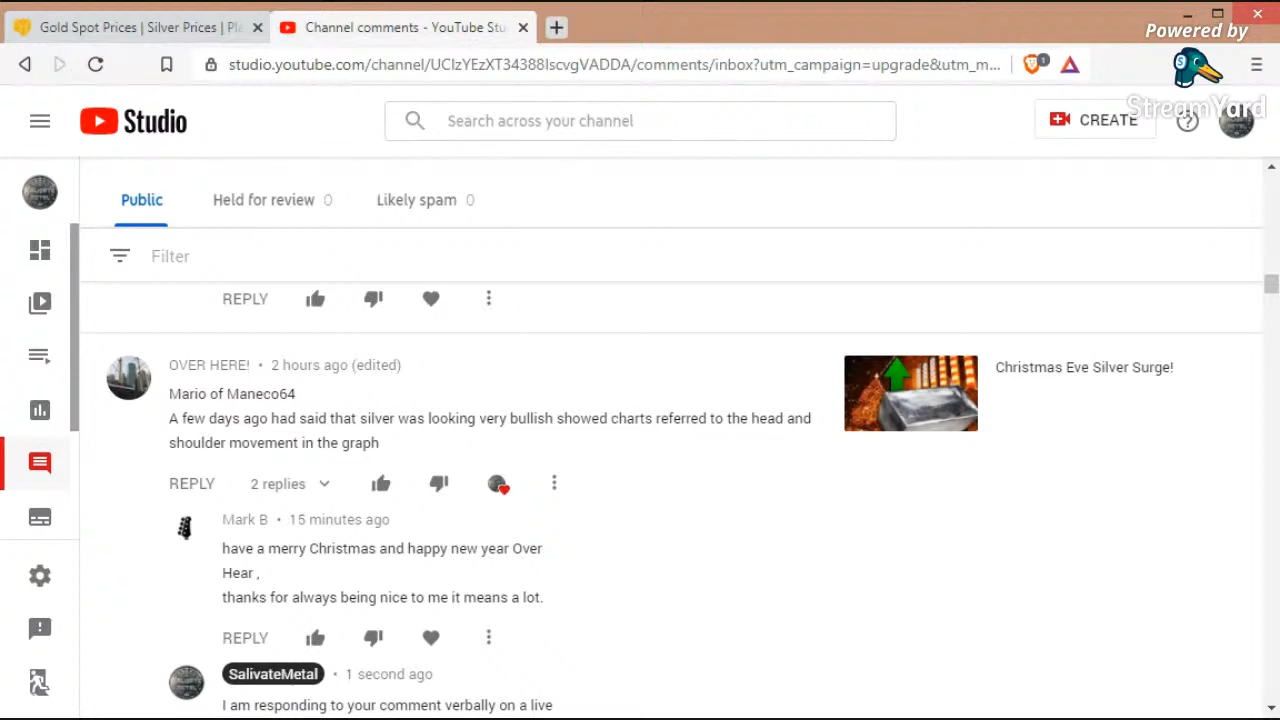 Gold Spot Prices | Silver Prices | Pla
Channel comments - YouTube Stu
Powered by
studio.youtube.com/channel/UCIzYEzXT34388IscvgVADDA/comments/inbox?utm_campaign=upgrade&utm_m...
1
StreamYard
Studio
Search across your channel
CREATE
Public
Held for review 0
Likely spam 0
Filter
REPLY
OVER HERE! • 2 hours ago (edited)
Christmas Eve Silver Surge!
Mario of Maneco64
A few days ago had said that silver was looking very bullish showed charts referred to the head and
shoulder movement in the graph
REPLY 2 replies
Mark B • 15 minutes ago
have a merry Christmas and happy new year Over
Hear ,
thanks for always being nice to me it means a lot.
REPLY
SalivateMetal • 1 second ago
I am responding to your comment verbally on a live